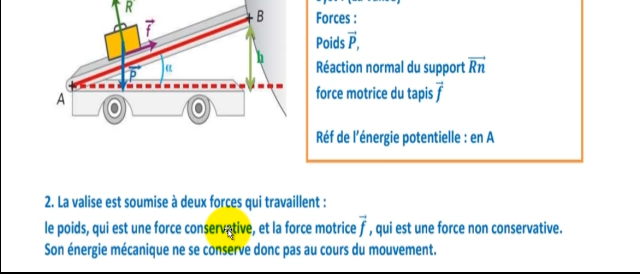 R
f
B
Forces :
Poids P,
h
α
P
Réaction normal du support Rn
A
force motrice du tapis f
Réf de l'énergie potentielle : en A
2. La valise est soumise à deux forces qui travaillent :
le poids, qui est une force conservative, et la force motrice f , qui est une force non conservative.
Son énergie mécanique ne se conserve donc pas au cours du mouvement.